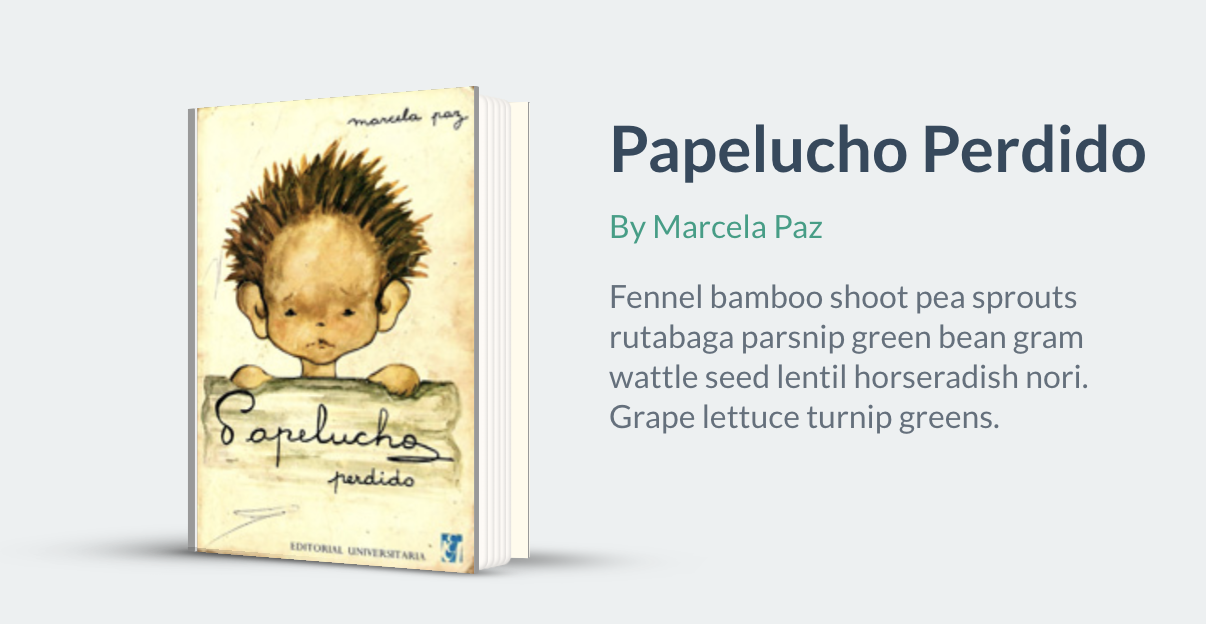 marcela paz
Papelucho
perdido
EDITORIAL UNIVERSITARIA
Papelucho Perdido
By Marcela Paz
Fennel bamboo shoot pea sprouts
rutabaga parsnip green bean gram
wattle seed lentil horseradish nori.
Grape lettuce turnip greens.